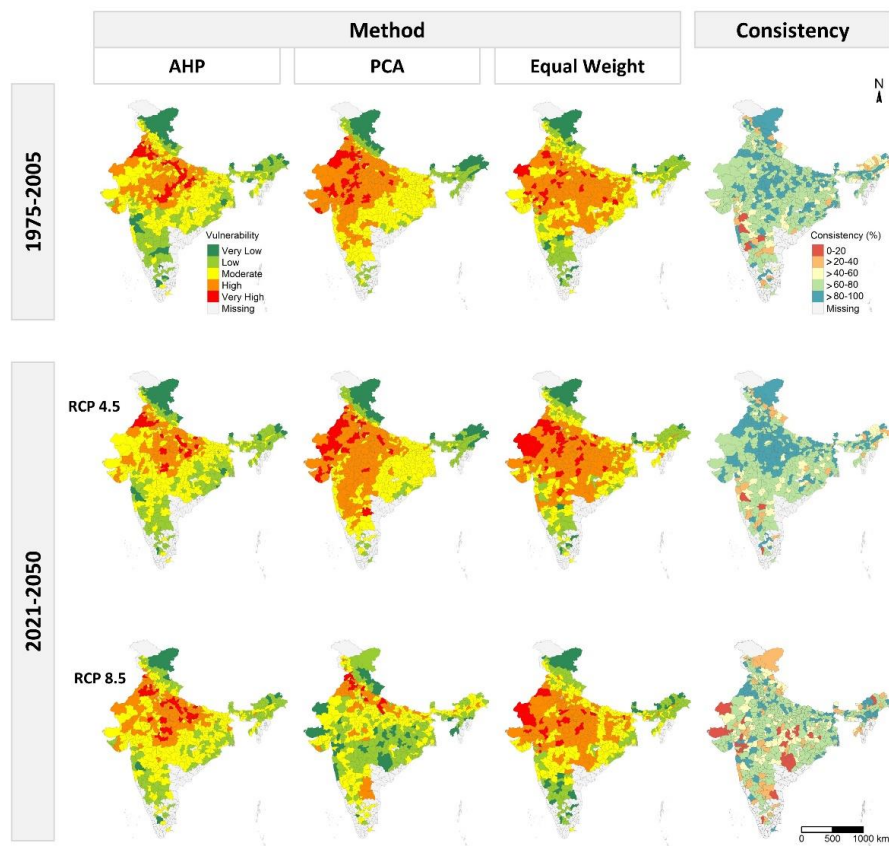 Method
Consistency
AHP
PCA
Equal Weight
N
1975-2005
Vulnerability
Very Low
Low
Moderate
High
Very High
Missing
Consistency (%)
0-20
>20-40
>40-60
>60-80
>80-100
Missing
2021-2050
RCP 4.5
RCP 8.5
0 500 1000 km